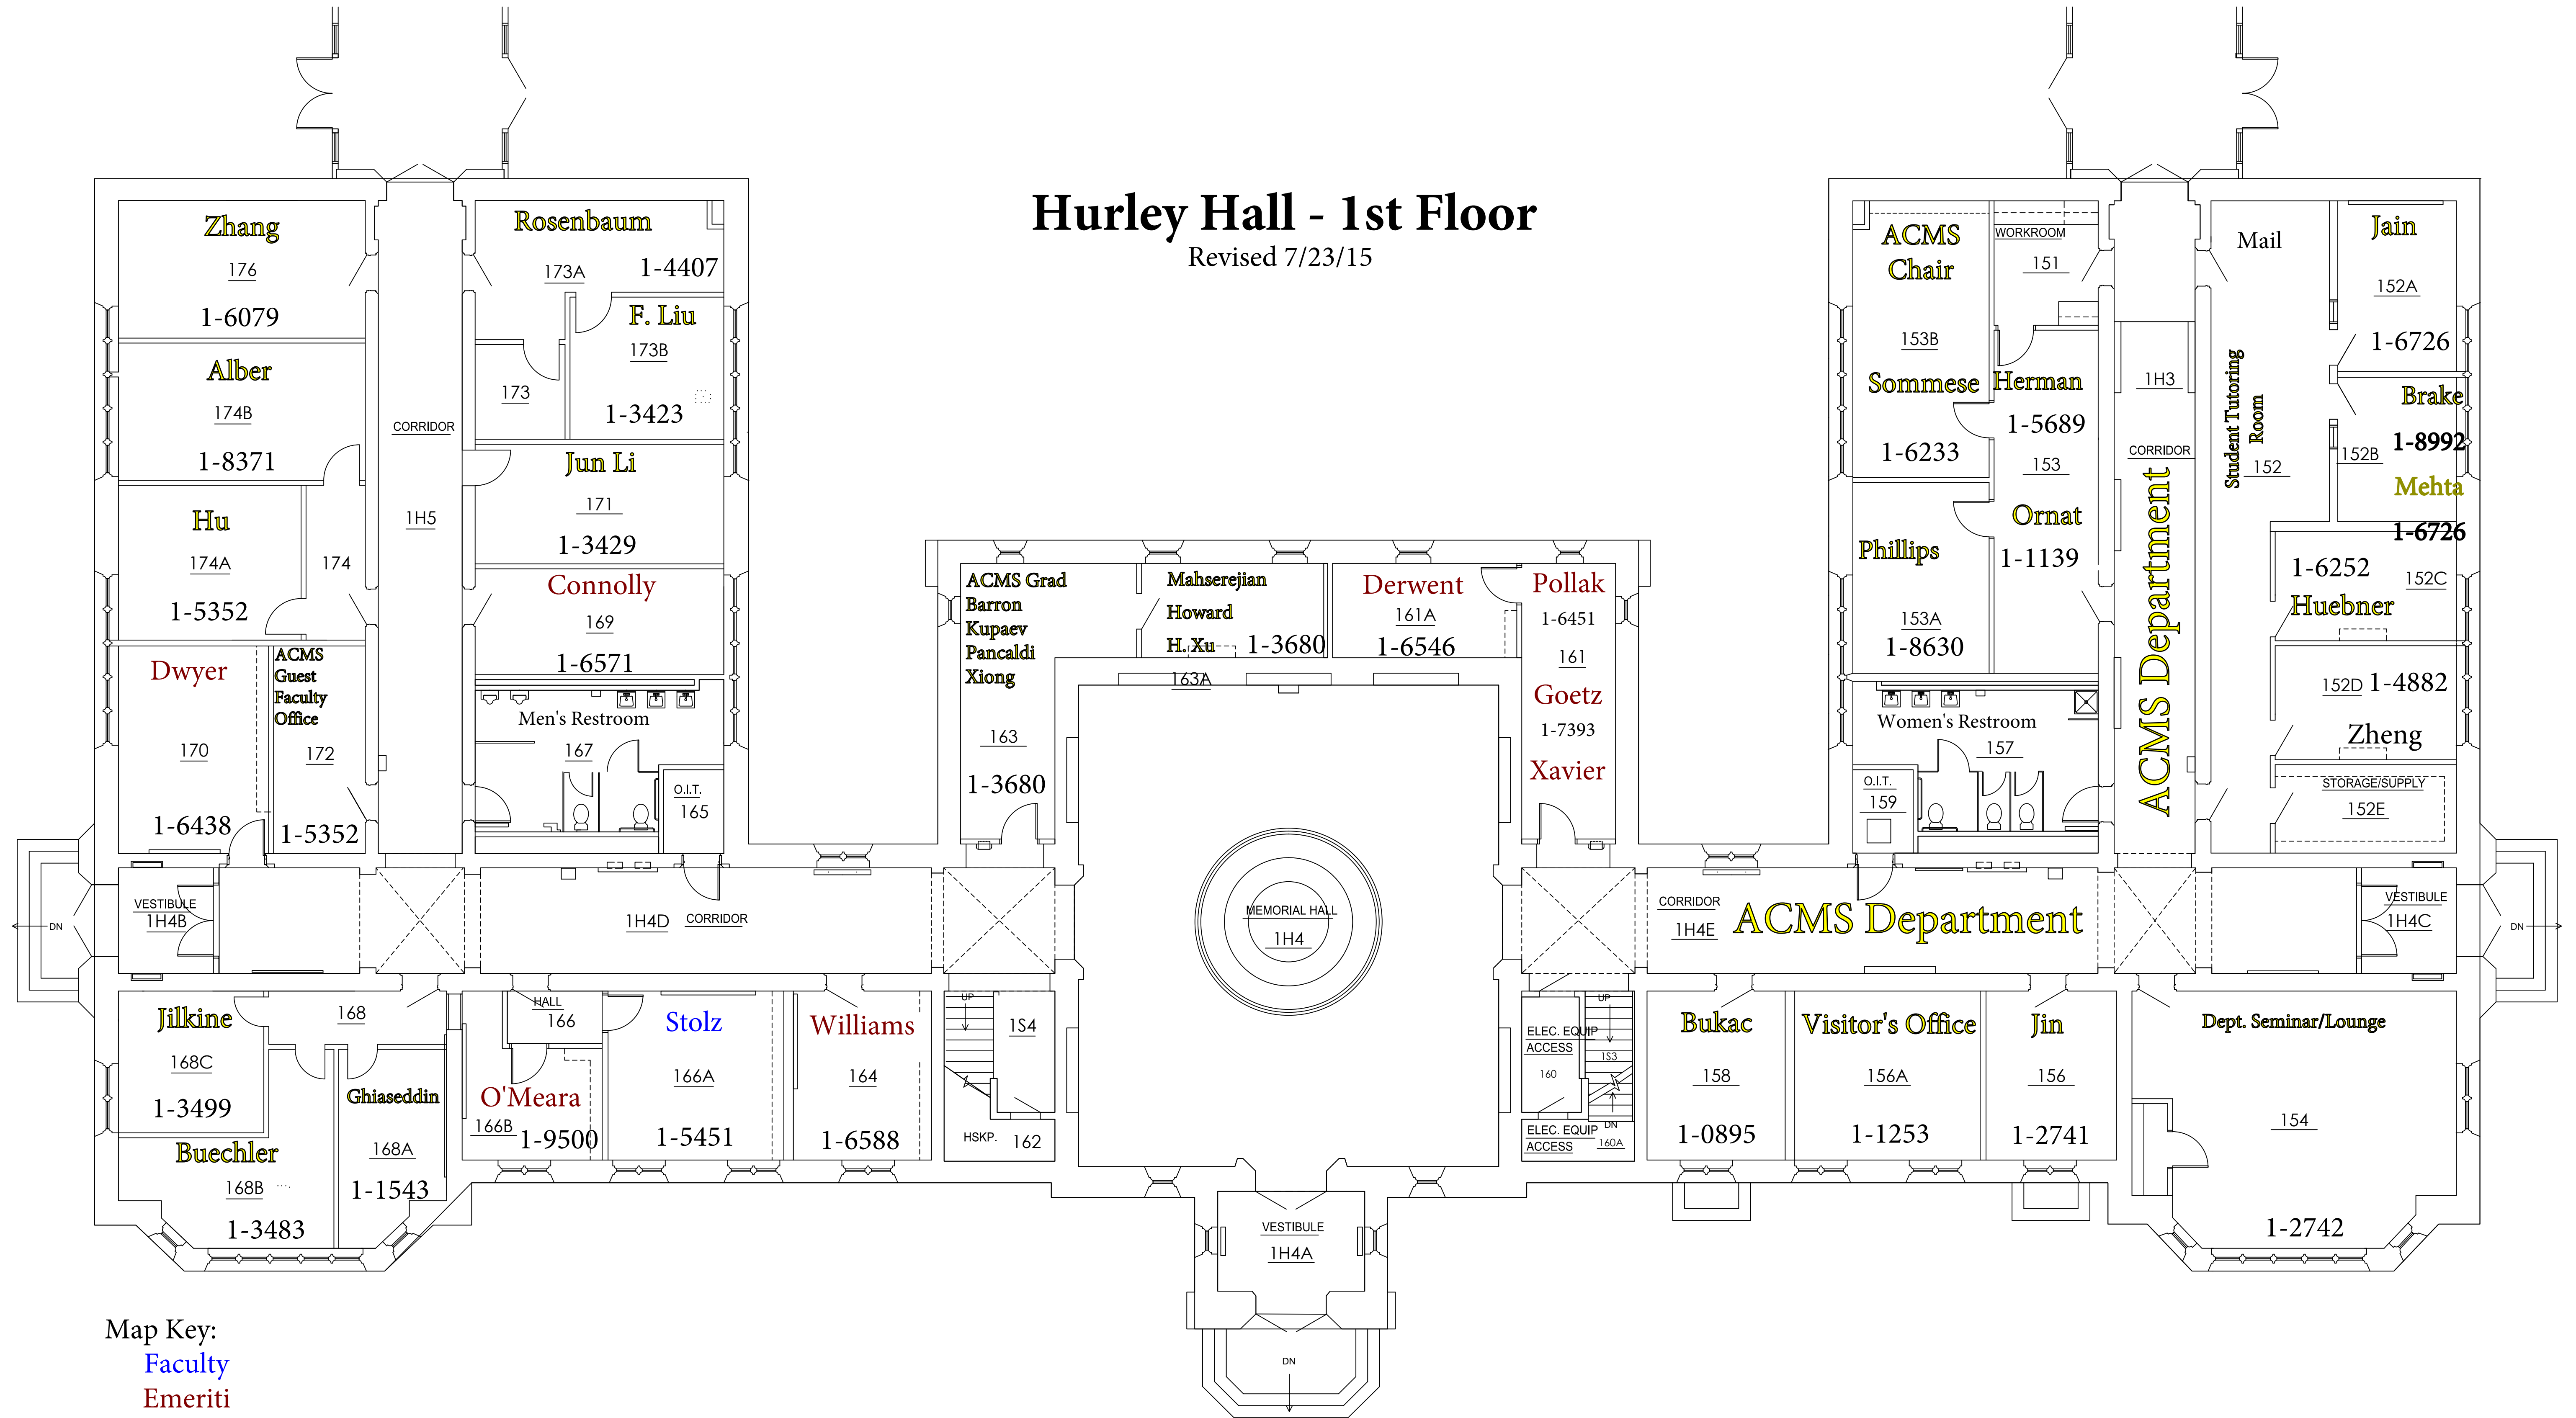 Hurley Hall - 1st Floor
Revised 7/23/15
Zhang
176
1-6079
Alber
174B
1-8371
Hu
174A
1-5352
174
Dwyer
170
1-6438
ACMS
Guest
Faculty
Office
172
1-5352
CORRIDOR
1H5
Rosenbaum
173A
1-4407
F. Liu
173B
1-3423
173
Jun Li
171
1-3429
Connolly
169
1-6571
Men's Restroom
167
O.I.T.
165
VESTIBULE
1H4B
DN
1H4D
CORRIDOR
Jilkine
168C
1-3499
168
Buechler
168B
1-3483
Ghiaseddin
168A
1-1543
HALL
166
O'Meara
166B
1-9500
Stolz
166A
1-5451
Williams
164
1-6588
UP
1S4
HSKP.
162
ACMS Grad
Barron
Kupaev
Pancaldi
Xiong
163
1-3680
Mahserejian
Howard
H. Xu
1-3680
163A
Derwent
161A
1-6546
Pollak
1-6451
161
Goetz
1-7393
Xavier
MEMORIAL HALL
1H4
VESTIBULE
1H4A
DN
ELEC. EQUIP
ACCESS
160
UP
1S3
DN
ELEC. EQUIP
ACCESS
160A
CORRIDOR
1H4E
ACMS Department
Bukac
158
1-0895
Visitor's Office
156A
1-1253
Jin
156
1-2741
Dept. Seminar/Lounge
154
1-2742
VESTIBULE
1H4C
DN
ACMS
Chair
153B
Sommese
1-6233
WORKROOM
151
Herman
1-5689
153
Ornat
1-1139
Phillips
153A
1-8630
Women's Restroom
157
O.I.T.
159
1H3
CORRIDOR
ACMS Department
Mail
Student Tutoring
Room
152
Jain
152A
1-6726
Brake
1-8992
152B
Mehta
1-6726
1-6252
152C
Huebner
152D
1-4882
Zheng
STORAGE/SUPPLY
152E
Map Key:
Faculty
Emeriti